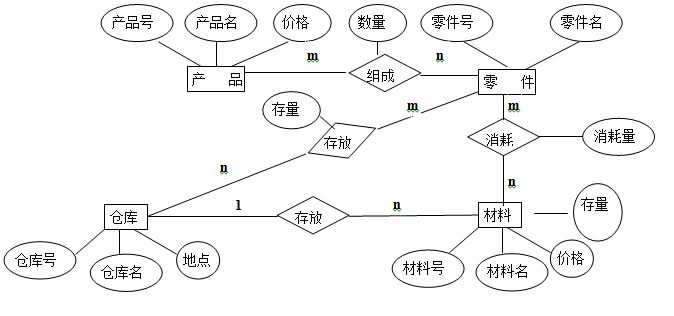 产品号 产品名 价格 数量 零件号 零件名
m n
产 品 组成 零 件
存量 m m
存放 消耗 消耗量
n n
仓库 1 存放 n 材料 存量
仓库号 仓库名 地点 材料号 材料名 价格